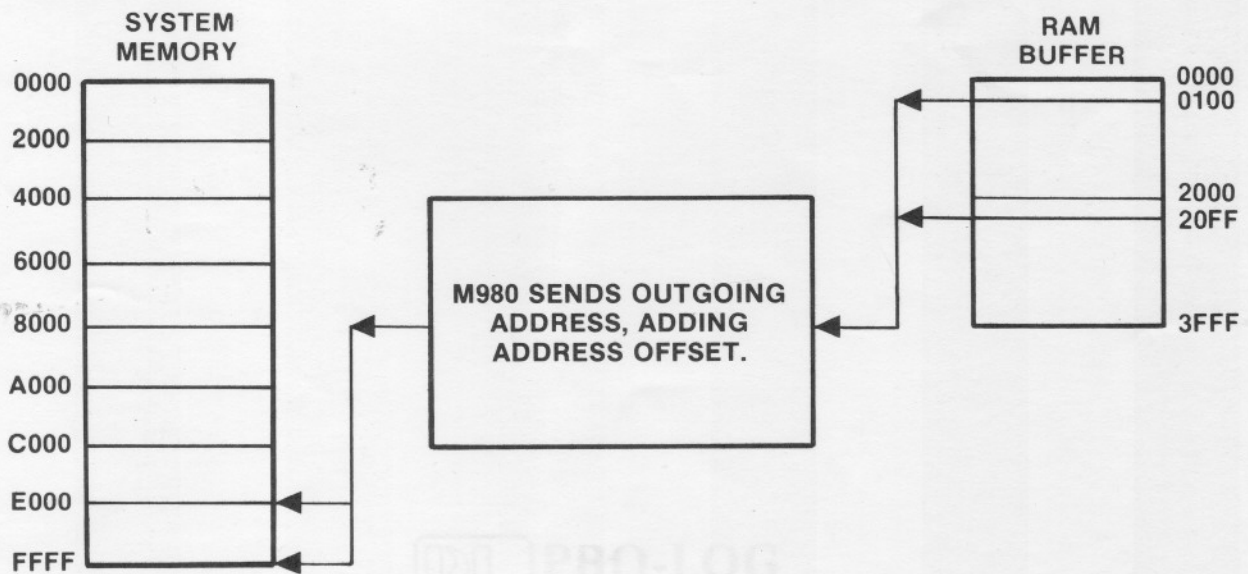 SYSTEM
MEMORY
0000
2000
4000
6000
8000
A000
C000
E000
FFFF
M980 SENDS OUTGOING
ADDRESS, ADDING
ADDRESS OFFSET.
RAM
BUFFER
0000
0100
2000
20FF
3FFF
PRO-LOG